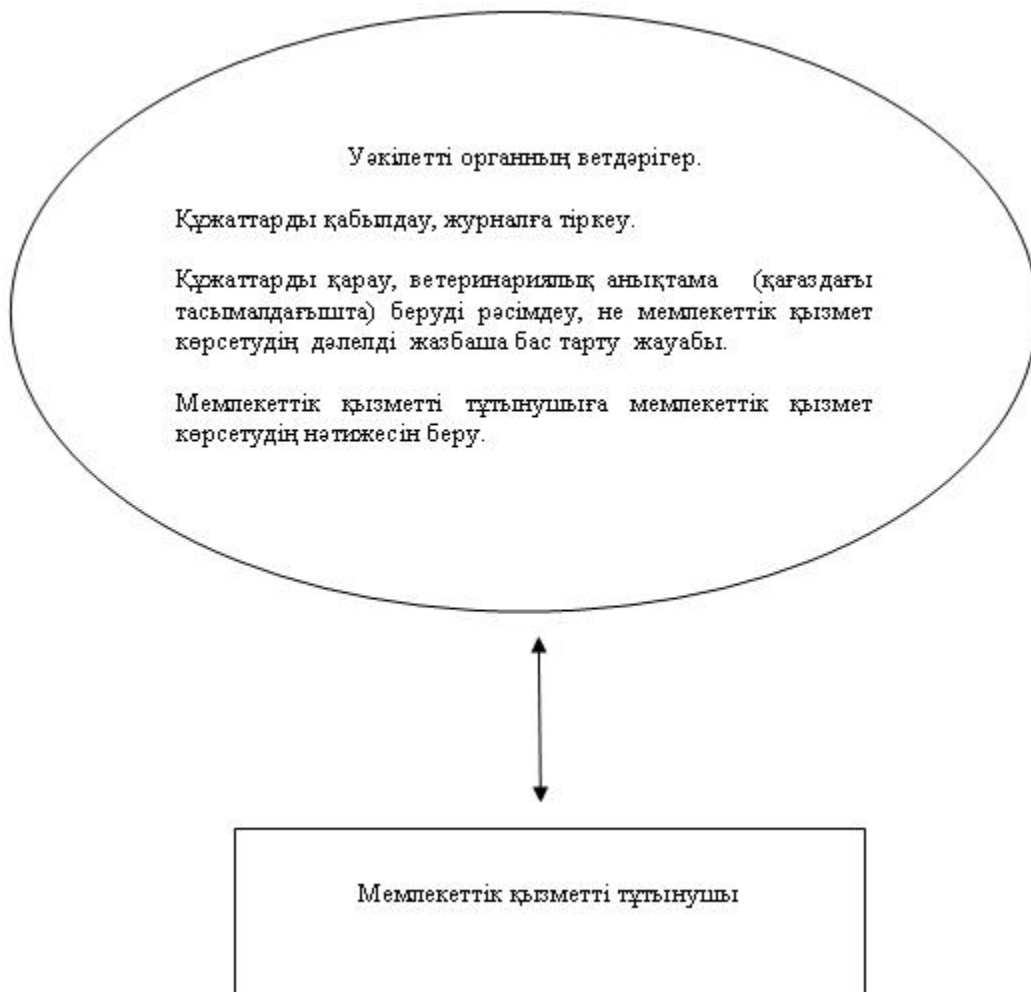 Уәкілетті органның ветдәрігер.
Құжаттарды қабылдау, журналға тіркеу.
Құжаттарды қарау, ветеринариялық анықтама (қағаздағы
тасымалдағышта) беруді рәсімдеу, не мемлекеттік қызмет
көрсетудің дәлелді жазбаша бас тарту жауабы.
Мемлекеттік қызметті тұтынушыға мемлекеттік қызмет
көрсетудің нәтижесін беру.
Мемлекеттік қызметті тұтынушы